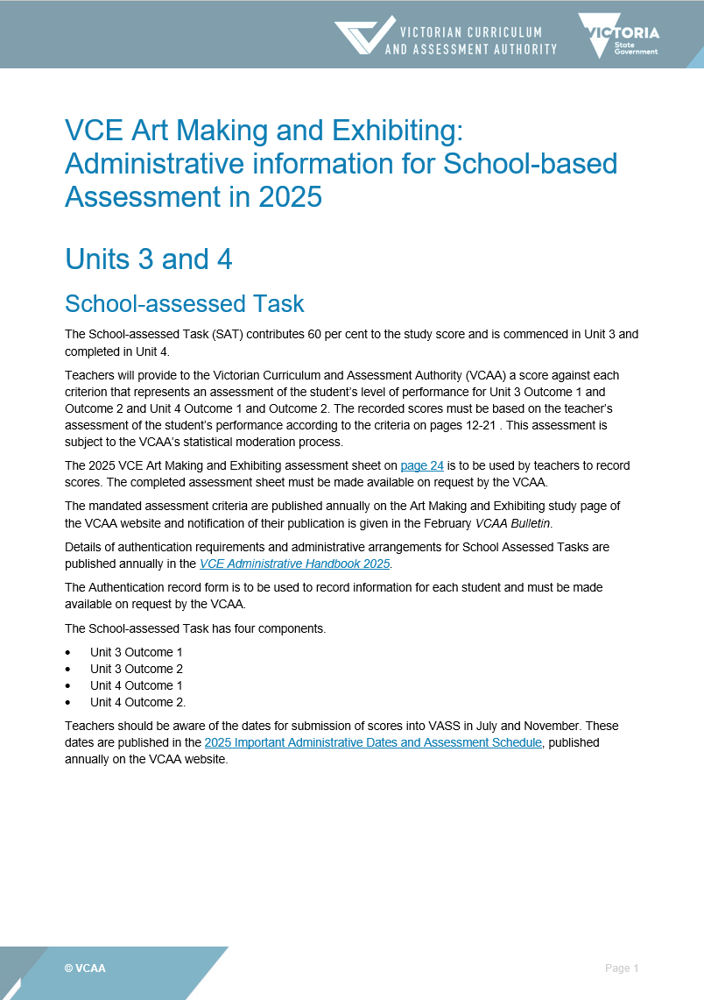 VICTORIAN CURRICULUM
AND ASSESSMENT AUTHORITY
VICTORIA
State
Government
VCE Art Making and Exhibiting:
Administrative information for School-based
Assessment in 2025
Units 3 and 4
School-assessed Task
The School-assessed Task (SAT) contributes 60 per cent to the study score and is commenced in Unit 3 and
completed in Unit 4.
Teachers will provide to the Victorian Curriculum and Assessment Authority (VCAA) a score against each
criterion that represents an assessment of the student’s level of performance for Unit 3 Outcome 1 and
Outcome 2 and Unit 4 Outcome 1 and Outcome 2. The recorded scores must be based on the teacher’s
assessment of the student’s performance according to the criteria on pages 12-21 . This assessment is
subject to the VCAA’s statistical moderation process.
The 2025 VCE Art Making and Exhibiting assessment sheet on page 24 is to be used by teachers to record
scores. The completed assessment sheet must be made available on request by the VCAA.
The mandated assessment criteria are published annually on the Art Making and Exhibiting study page of
the VCAA website and notification of their publication is given in the February VCAA Bulletin.
Details of authentication requirements and administrative arrangements for School Assessed Tasks are
published annually in the VCE Administrative Handbook 2025.
The Authentication record form is to be used to record information for each student and must be made
available on request by the VCAA.
The School-assessed Task has four components.
• Unit 3 Outcome 1
• Unit 3 Outcome 2
• Unit 4 Outcome 1
• Unit 4 Outcome 2.
Teachers should be aware of the dates for submission of scores into VASS in July and November. These
dates are published in the 2025 Important Administrative Dates and Assessment Schedule, published
annually on the VCAA website.
© VCAA
Page 1